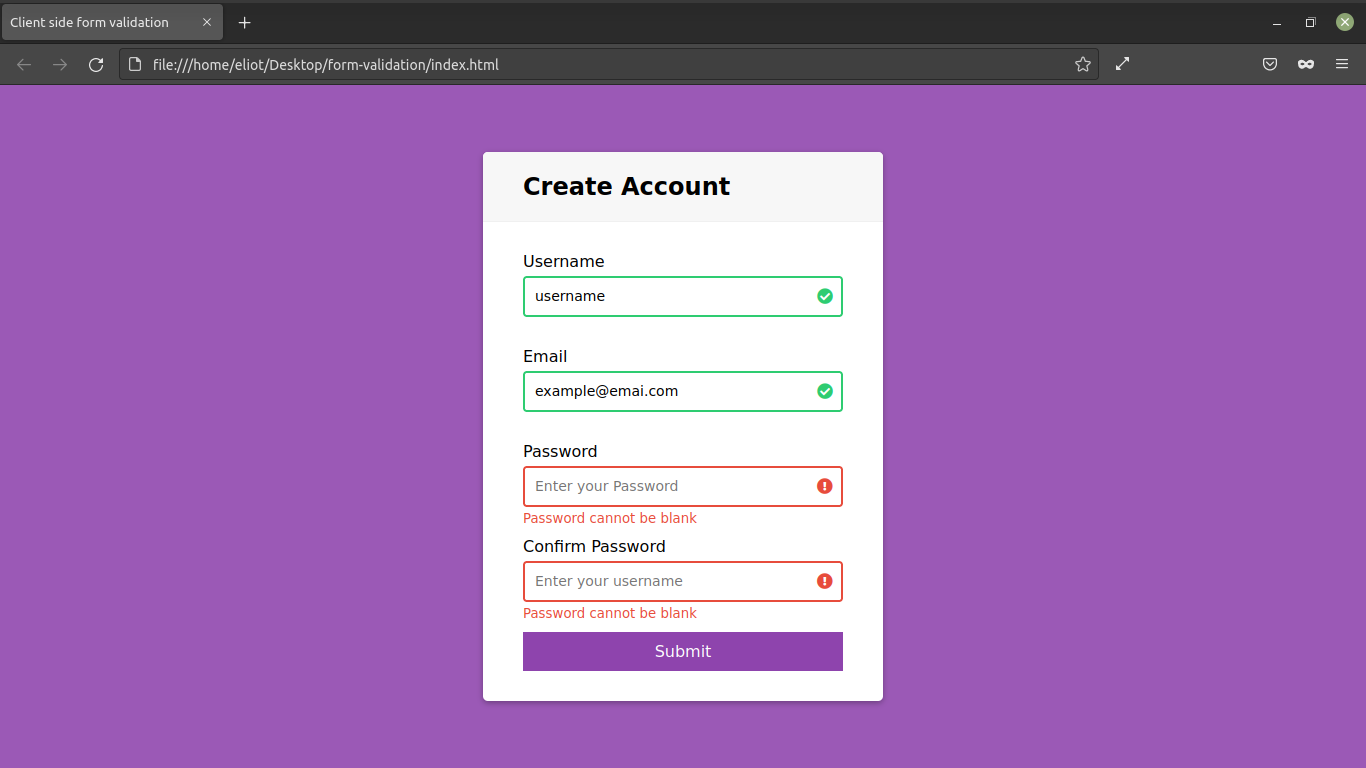 Client side form validation
file:///home/eliot/Desktop/form-validation/index.html
Create Account
Username
username
Email
example@emai.com
Password
Enter your Password
Password cannot be blank
Confirm Password
Enter your username
Password cannot be blank
Submit